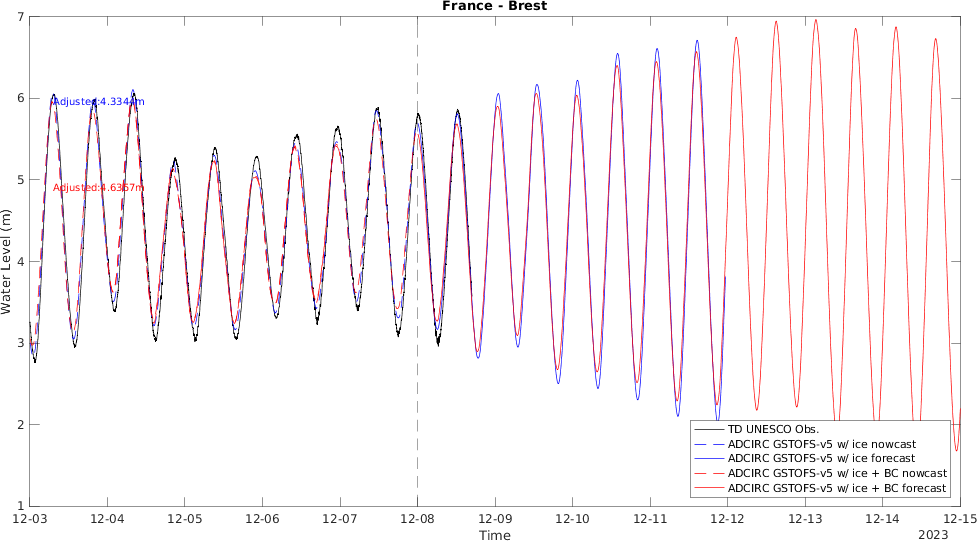 France - Brest
7
6
5
4
3
2
1
Water Level (m)
Adjusted:4.3344m
Adjusted:4.6367m
TD UNESCO Obs.
ADCIRC GSTOFS-v5 w/ ice nowcast
ADCIRC GSTOFS-v5 w/ ice forecast
ADCIRC GSTOFS-v5 w/ ice + BC nowcast
ADCIRC GSTOFS-v5 w/ ice + BC forecast
12-03 12-04 12-05 12-06 12-07 12-08 12-09 12-10 12-11 12-12 12-13 12-14 12-15
Time
2023